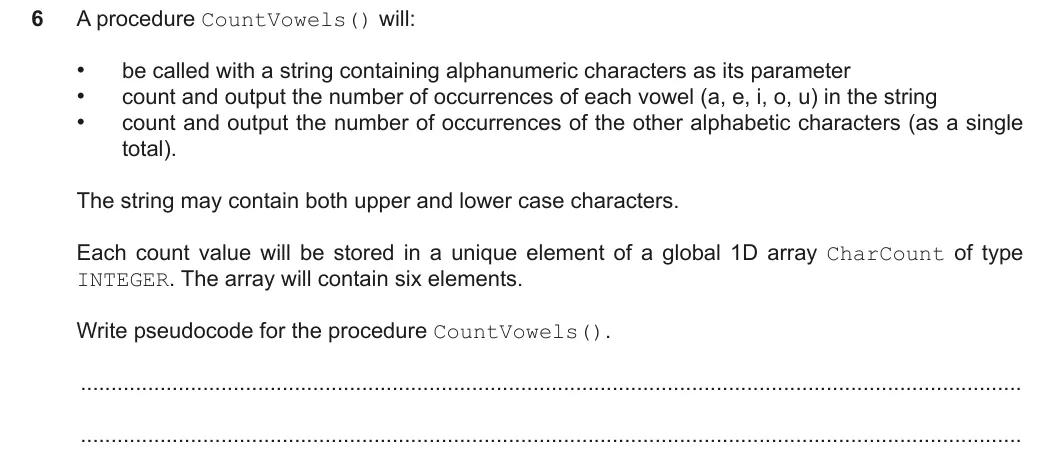 6 A procedure CountVowels() will:
• be called with a string containing alphanumeric characters as its parameter
• count and output the number of occurrences of each vowel (a, e, i, o, u) in the string
• count and output the number of occurrences of the other alphabetic characters (as a single
total).
The string may contain both upper and lower case characters.
Each count value will be stored in a unique element of a global 1D array CharCount of type
INTEGER. The array will contain six elements.
Write pseudocode for the procedure CountVowels().